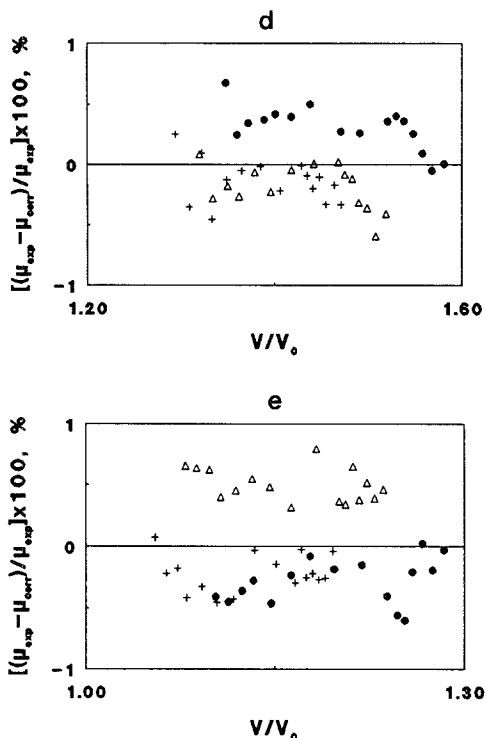 d
[(μexp−μcorr)/μexp]x100, %
1
0
−1
1.20 1.60
V/V₀
e
[(μexp−μcorr)/μexp]x100, %
1
0
−1
1.00 1.30
V/V₀